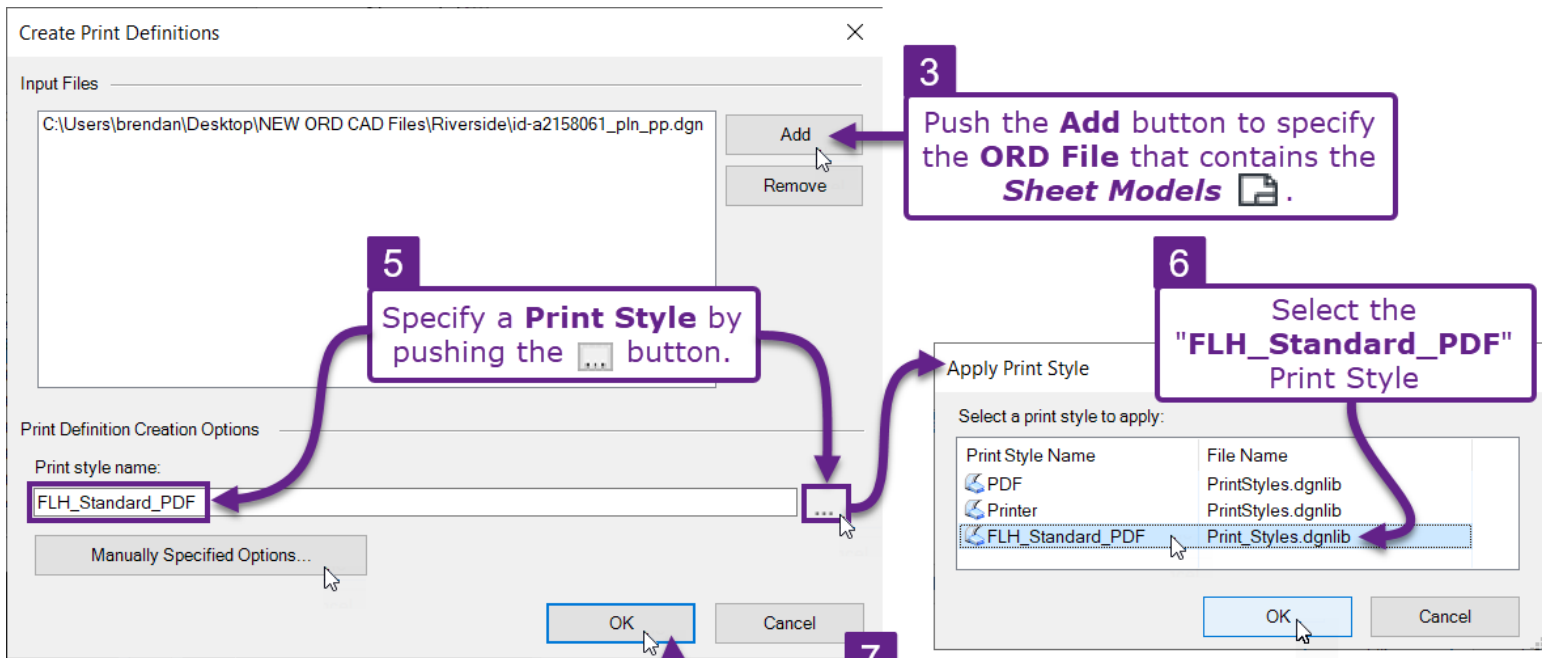 Create Print Definitions
Input Files
C:\Users\brendan\Desktop\NEW ORD CAD Files\Riverside\id-a2158061_pln_pp.dgn
Add
Remove
3
Push the Add button to specify
the ORD File that contains the
Sheet Models .
5
Specify a Print Style by
pushing the ... button.
6
Select the
"FLH_Standard_PDF"
Print Style
Print Definition Creation Options
Print style name:
FLH_Standard_PDF
...
Manually Specified Options...
OK
Cancel
7
Apply Print Style
Select a print style to apply:
Print Style Name File Name
PDF PrintStyles.dgnlib
Printer PrintStyles.dgnlib
FLH_Standard_PDF Print_Styles.dgnlib
OK
Cancel